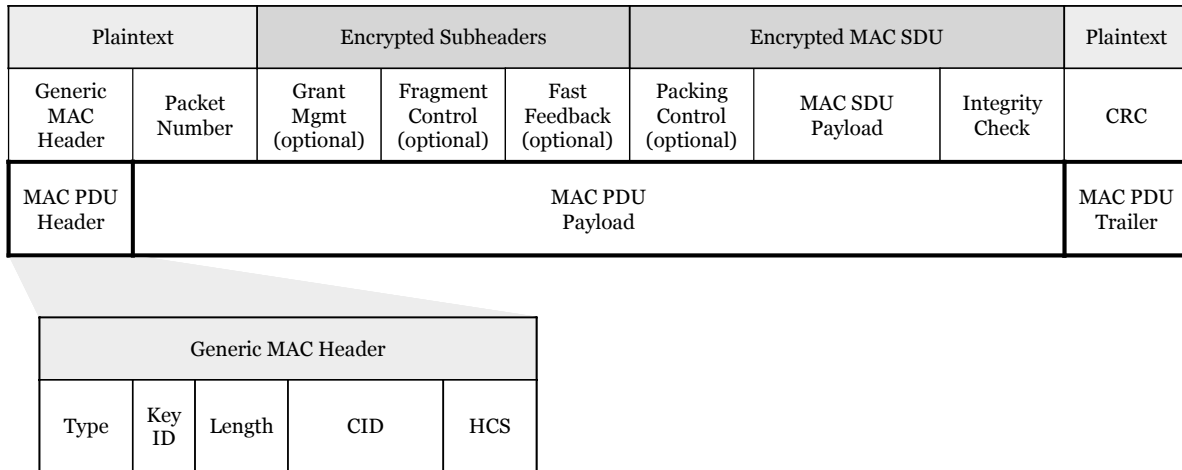 Plaintext
Encrypted Subheaders
Encrypted MAC SDU
Plaintext
Generic
MAC
Header
Packet
Number
Grant
Mgmt
(optional)
Fragment
Control
(optional)
Fast
Feedback
(optional)
Packing
Control
(optional)
MAC SDU
Payload
Integrity
Check
CRC
MAC PDU
Header
MAC PDU
Payload
MAC PDU
Trailer
Generic MAC Header
Type
Key
ID
Length
CID
HCS